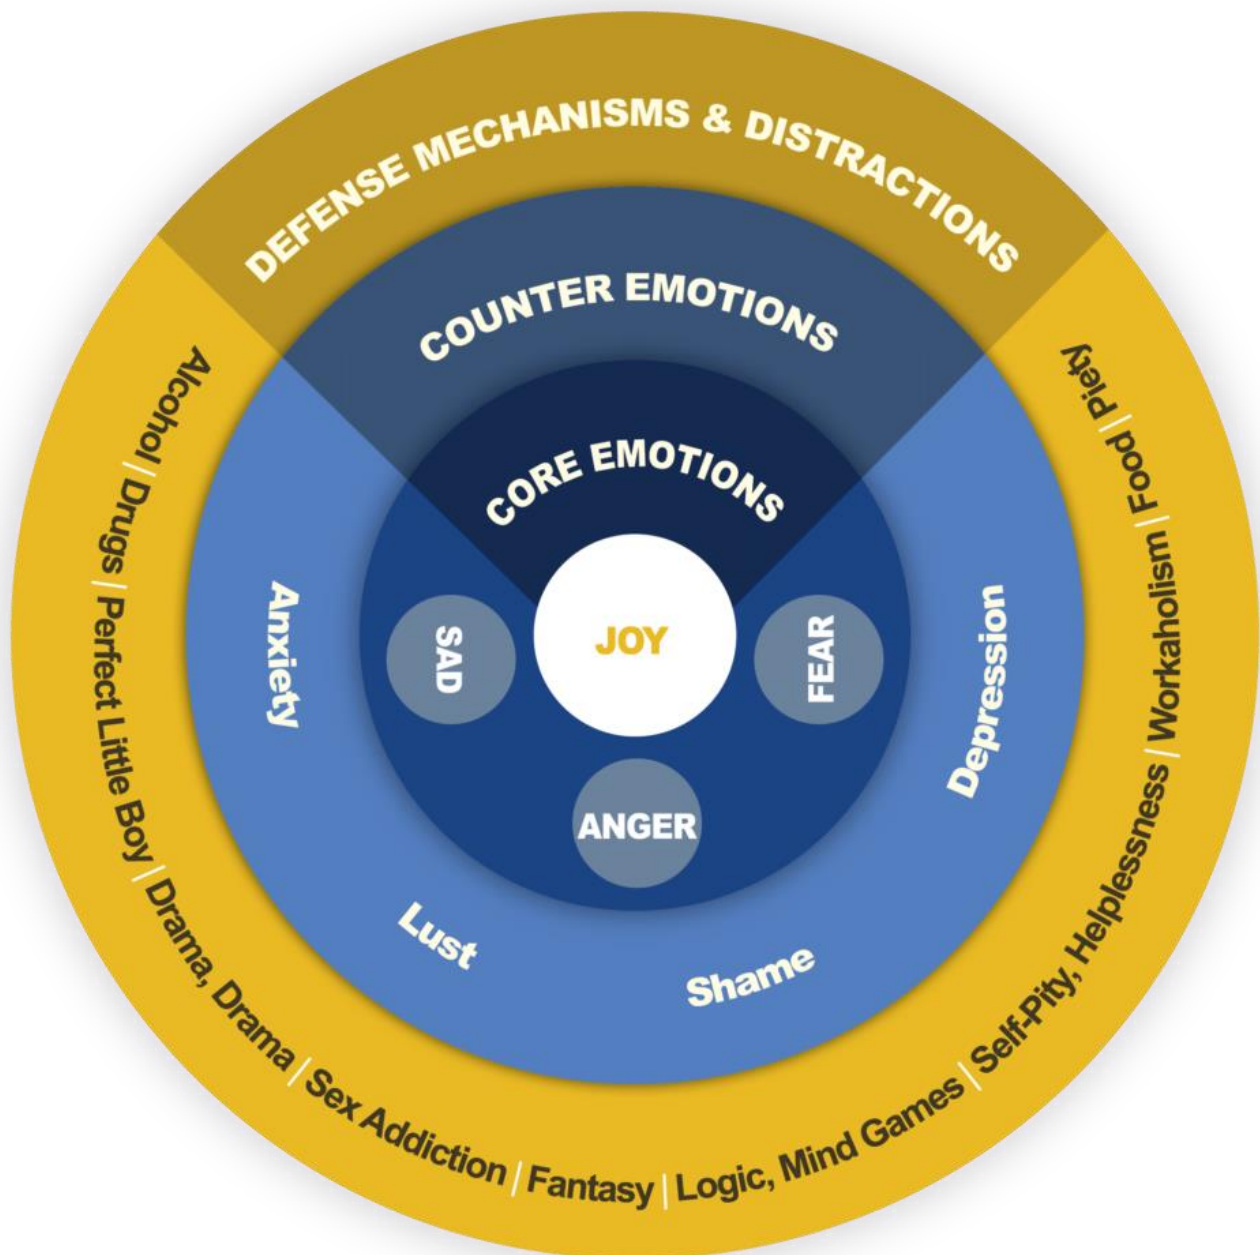 DEFENSE MECHANISMS & DISTRACTIONS
COUNTER EMOTIONS
CORE EMOTIONS
JOY
SAD
FEAR
ANGER
Anxiety
Lust
Shame
Depression
Alcohol | Drugs | Perfect Little Boy | Drama, Drama | Sex Addiction | Fantasy | Logic, Mind Games | Self-Pity, Helplessness | Workaholism | Food | Piety